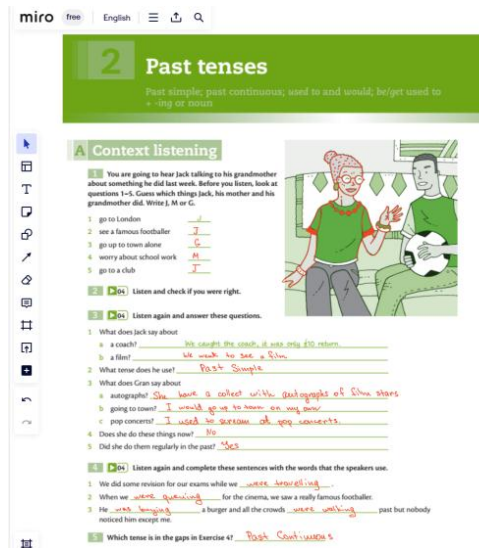 miro free English
2 Past tenses
Past simple; past continuous; used to and would; be/get used to
+ -ing or noun
A Context listening
1 You are going to hear Jack talking to his grandmother
about something he did last week. Before you listen, look at
questions 1–5. Guess which things Jack, his mother and his
grandmother did. Write J, M or G.
1 go to London J
2 see a famous footballer J
3 go up to town alone G
4 worry about school work M
5 go to a club J
2 04 Listen and check if you were right.
3 04 Listen again and answer these questions.
1 What does Jack say about
a a coach? We caught the coach, it was only £10 return.
b a film? We went to see a film.
2 What tense does he use? Past Simple
3 What does Gran say about
a autographs? She have a collect with autographs of film stars
b going to town? I would go up to town on my own
c pop concerts? I used to scream at pop concerts.
4 Does she do these things now? No
5 Did she do them regularly in the past? Yes
4 04 Listen again and complete these sentences with the words that the speakers use.
1 We did some revision for our exams while we were travelling .
2 When we were queuing for the cinema, we saw a really famous footballer.
3 He was buying a burger and all the crowds were walking past but nobody
noticed him except me.
5 Which tense is in the gaps in Exercise 4? Past Continuous